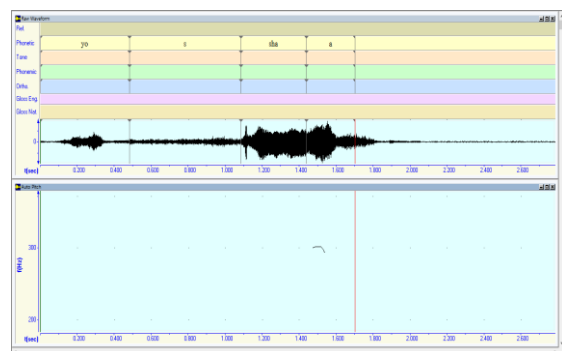 Raw Waveform
Ref
Phonetic yo u sha a
Tone
Phonemic
Ortho
Gloss Eng.
Gloss Nat.
0
t(sec) 0.200 0.400 0.600 0.800 1.000 1.200 1.400 1.600 1.800 2.000 2.200 2.400 2.600
Auto Pitch
300
f(Hz)
200
t(sec) 0.200 0.400 0.600 0.800 1.000 1.200 1.400 1.600 1.800 2.000 2.200 2.400 2.600